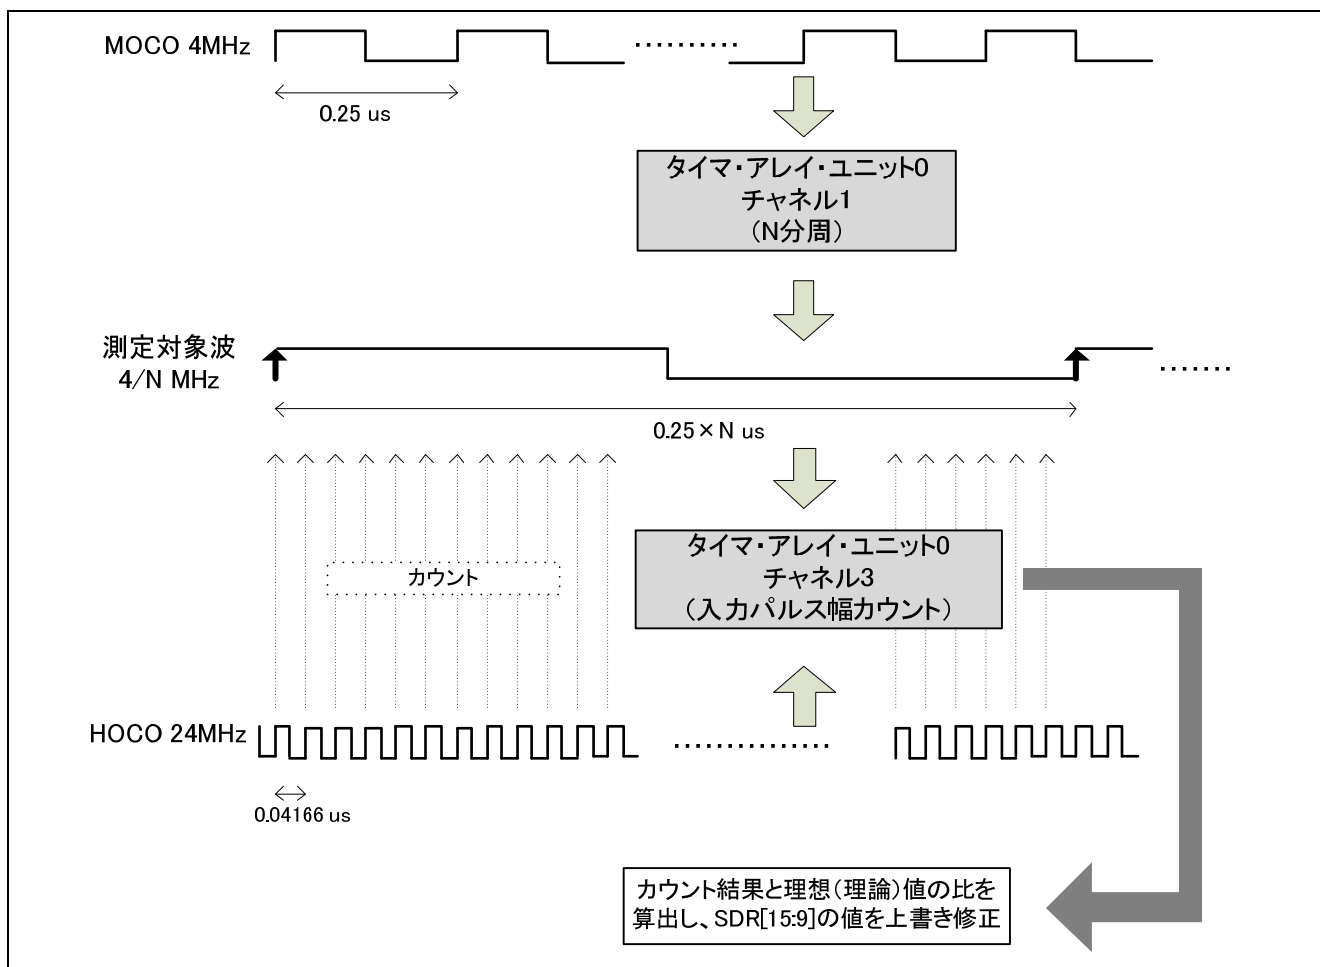 MOCO 4MHz
0.25 us
タイマ・アレイ・ユニット0
チャネル1
(N分周)
測定対象波
4/N MHz
0.25×N us
タイマ・アレイ・ユニット0
チャネル3
(入力パルス幅カウント)
カウント
HOCO 24MHz
0.04166 us
カウント結果と理想(理論)値の比を
算出し、SDR[15:9]の値を上書き修正